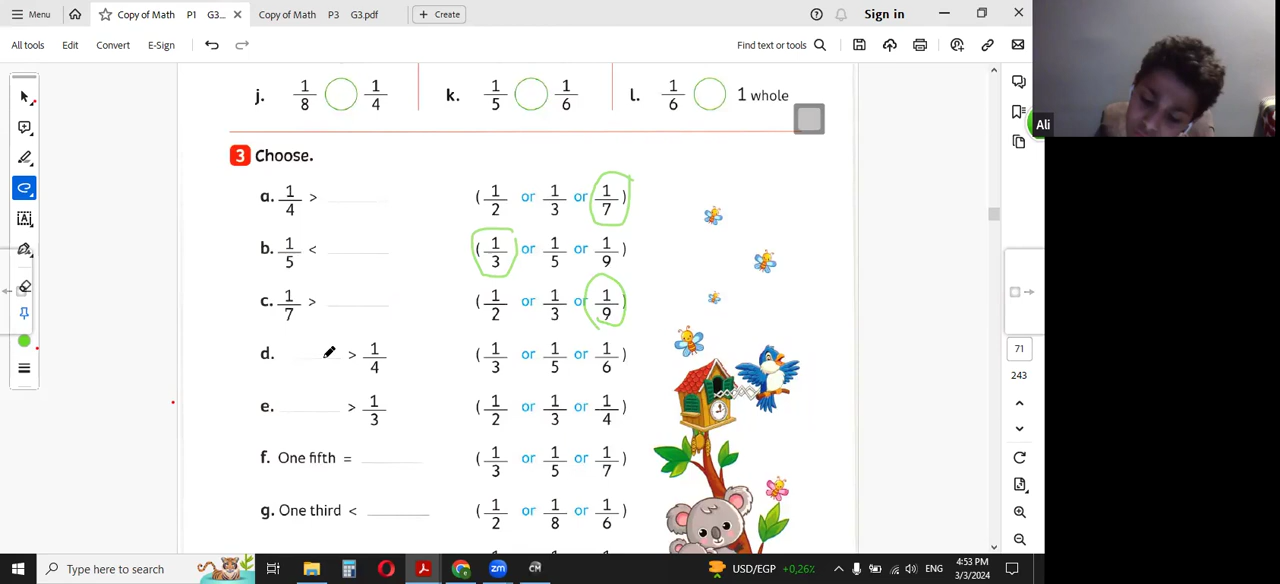 Menu Copy of Math P1 G3... Copy of Math P3 G3.pdf Create Sign in
All tools Edit Convert E-Sign Find text or tools
j. 1/8 1/4 k. 1/5 1/6 l. 1/6 1 whole
3 Choose.
a. 1/4 > ( 1/2 or 1/3 or 1/7 )
b. 1/5 < ( 1/3 or 1/5 or 1/9 )
c. 1/7 > ( 1/2 or 1/3 or 1/9 )
d. > 1/4 ( 1/3 or 1/5 or 1/6 )
e. > 1/3 ( 1/2 or 1/3 or 1/4 )
f. One fifth = ( 1/3 or 1/5 or 1/7 )
g. One third < ( 1/2 or 1/8 or 1/6 )
Ali
71
243
Type here to search USD/EGP +0,26% ENG 4:53 PM
3/3/2024